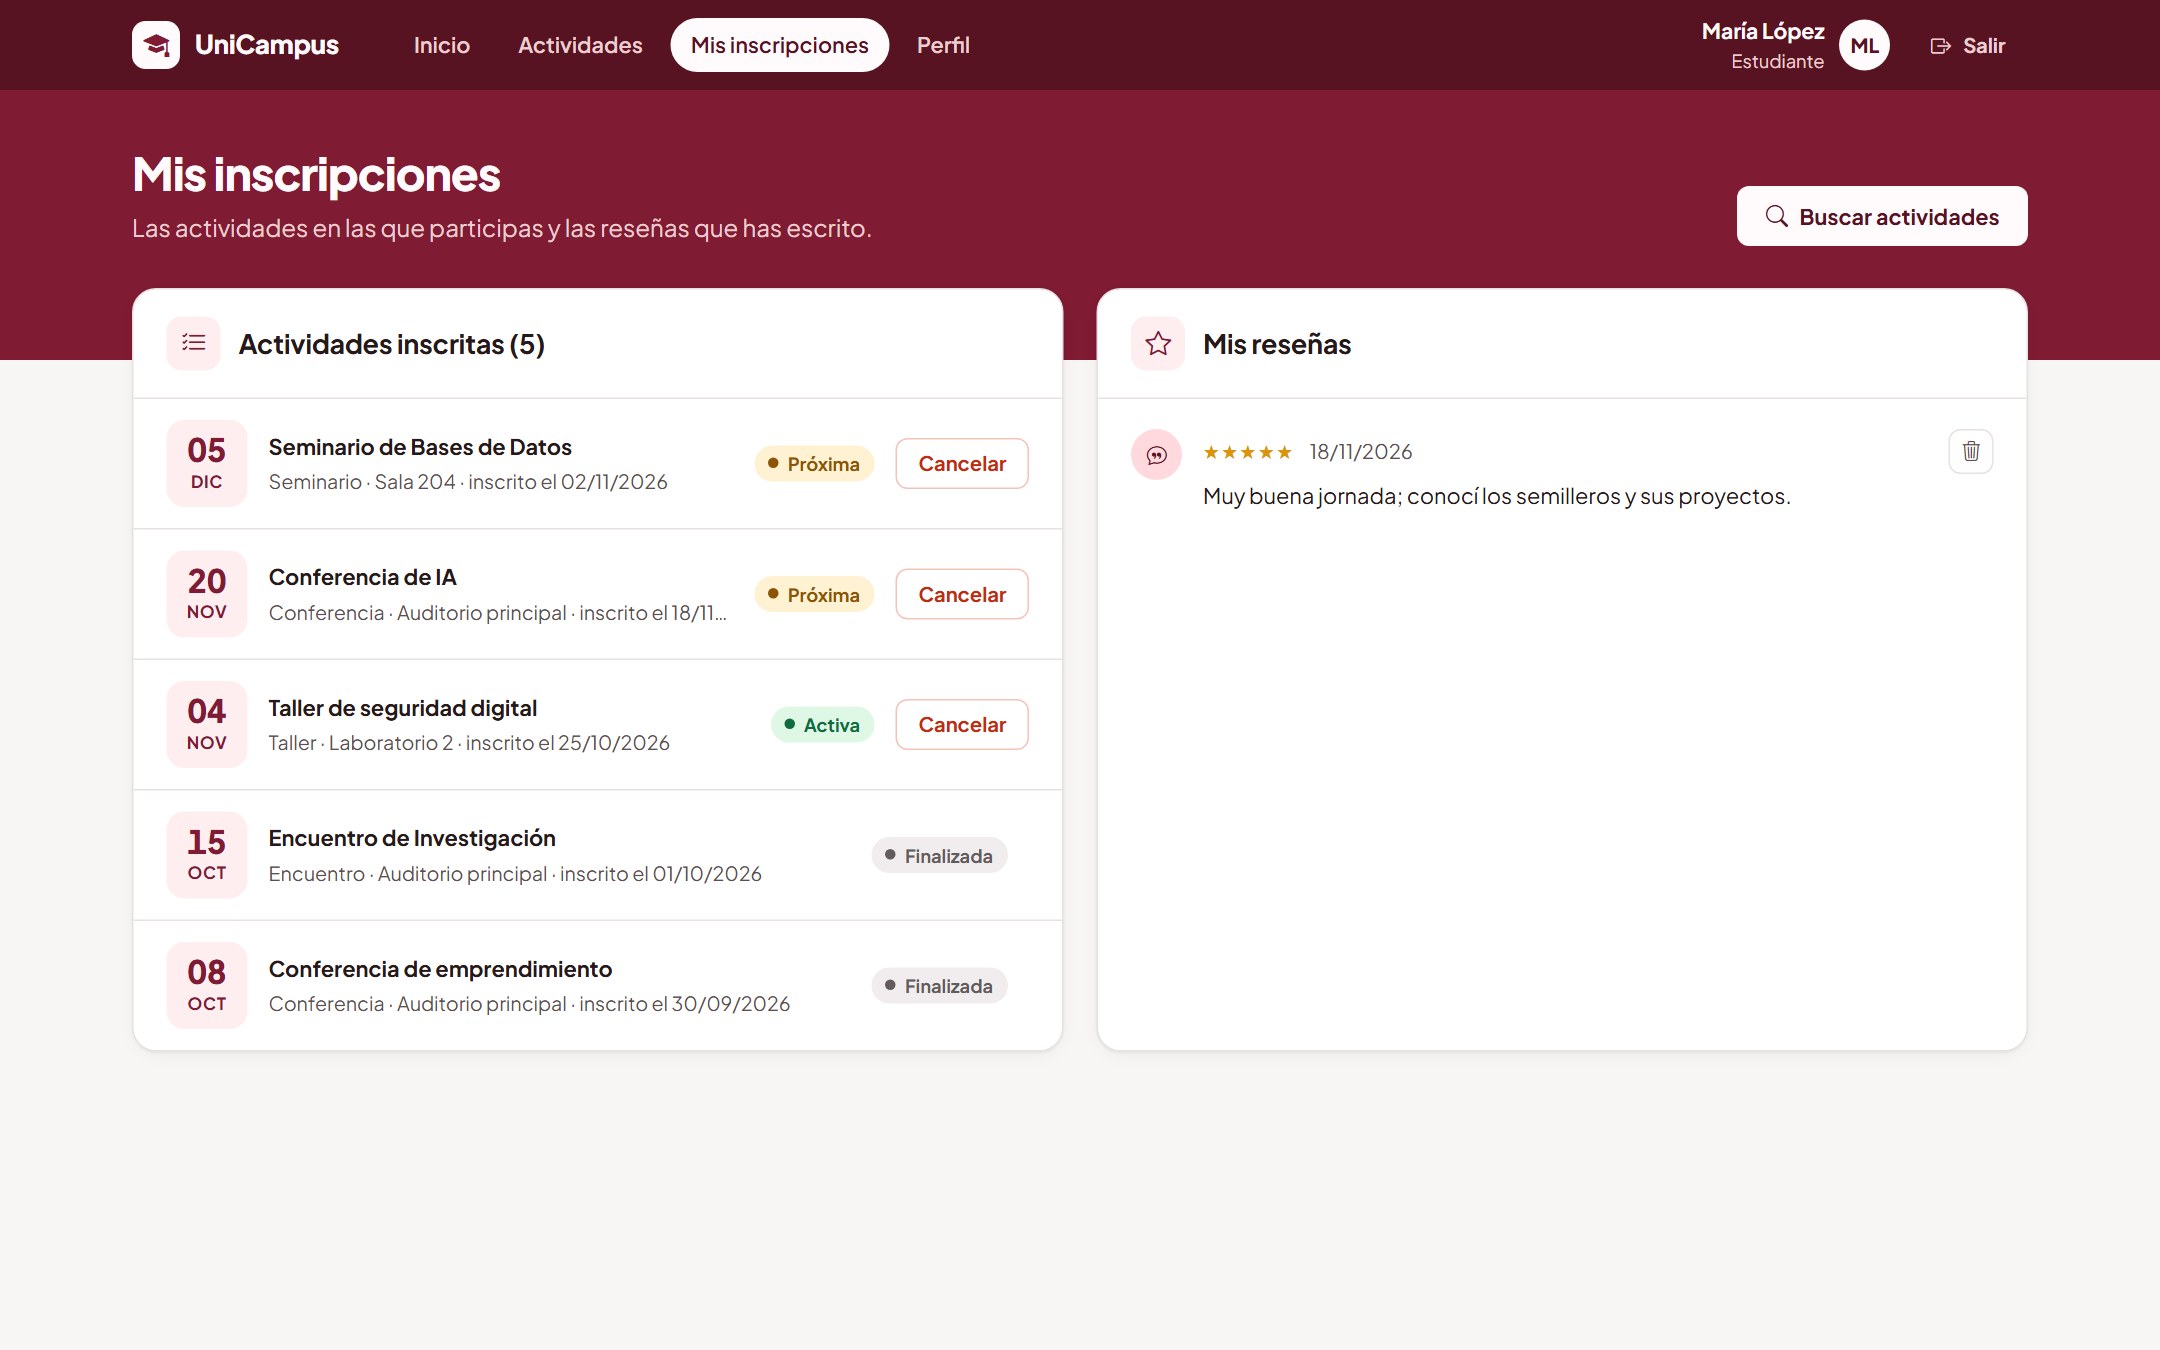 UniCampus
Inicio
Actividades
Mis inscripciones
Perfil
María López
Estudiante
ML
Salir
Mis inscripciones
Las actividades en las que participas y las reseñas que has escrito.
Buscar actividades
Actividades inscritas (5)
05
DIC
Seminario de Bases de Datos
Seminario · Sala 204 · inscrito el 02/11/2026
Próxima
Cancelar
20
NOV
Conferencia de IA
Conferencia · Auditorio principal · inscrito el 18/11...
Próxima
Cancelar
04
NOV
Taller de seguridad digital
Taller · Laboratorio 2 · inscrito el 25/10/2026
Activa
Cancelar
15
OCT
Encuentro de Investigación
Encuentro · Auditorio principal · inscrito el 01/10/2026
Finalizada
08
OCT
Conferencia de emprendimiento
Conferencia · Auditorio principal · inscrito el 30/09/2026
Finalizada
Mis reseñas
★★★★★ 18/11/2026
Muy buena jornada; conocí los semilleros y sus proyectos.